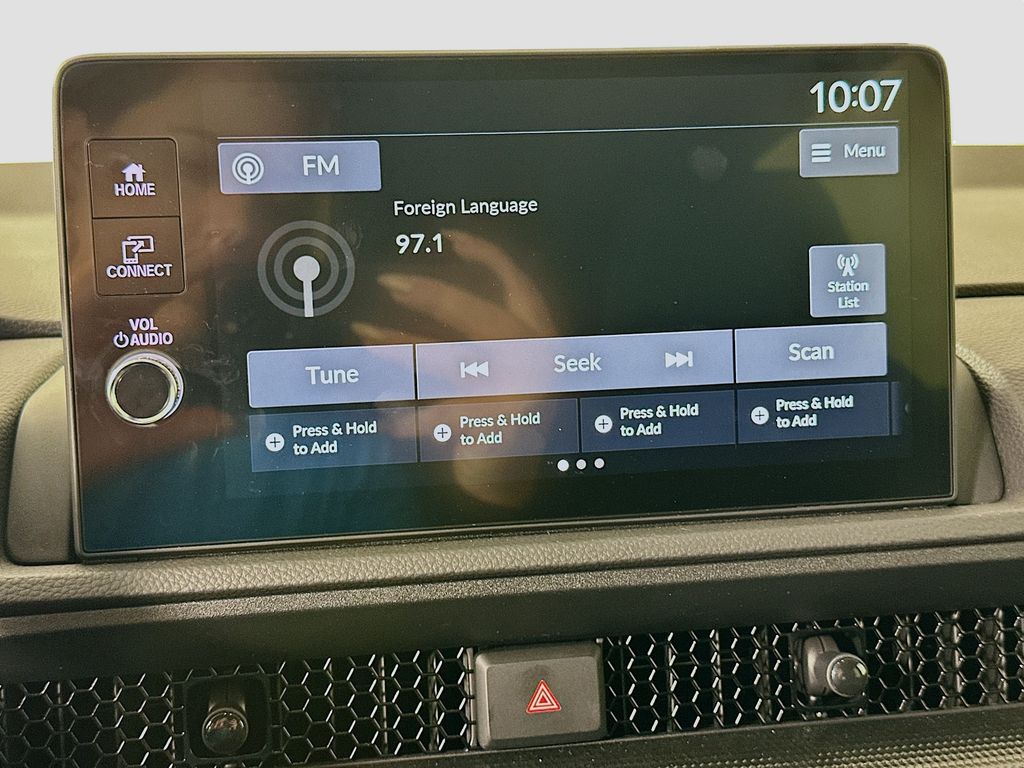 10:07
HOME
FM
Menu
Foreign Language
97.1
CONNECT
Station
List
VOL
AUDIO
Tune
Seek
Scan
Press & Hold
to Add
Press & Hold
to Add
Press & Hold
to Add
Press & Hold
to Add